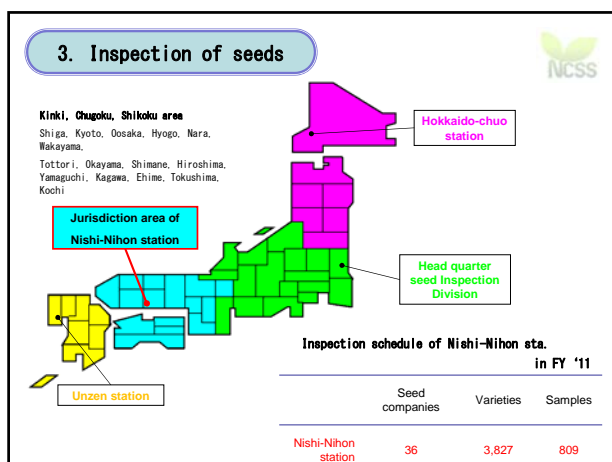 3. Inspection of seeds
NCSS
Kinki, Chugoku, Shikoku area
Shiga, Kyoto, Oosaka, Hyogo, Nara,
Wakayama,
Tottori, Okayama, Shimane, Hiroshima,
Yamaguchi, Kagawa, Ehime, Tokushima,
Kochi
Hokkaido-chuo
station
Jurisdiction area of
Nishi-Nihon station
Head quarter
seed Inspection
Division
Unzen station
Inspection schedule of Nishi-Nihon sta.
in FY ‘11
Seed
companies
Varieties
Samples
Nishi-Nihon
station
36
3,827
809